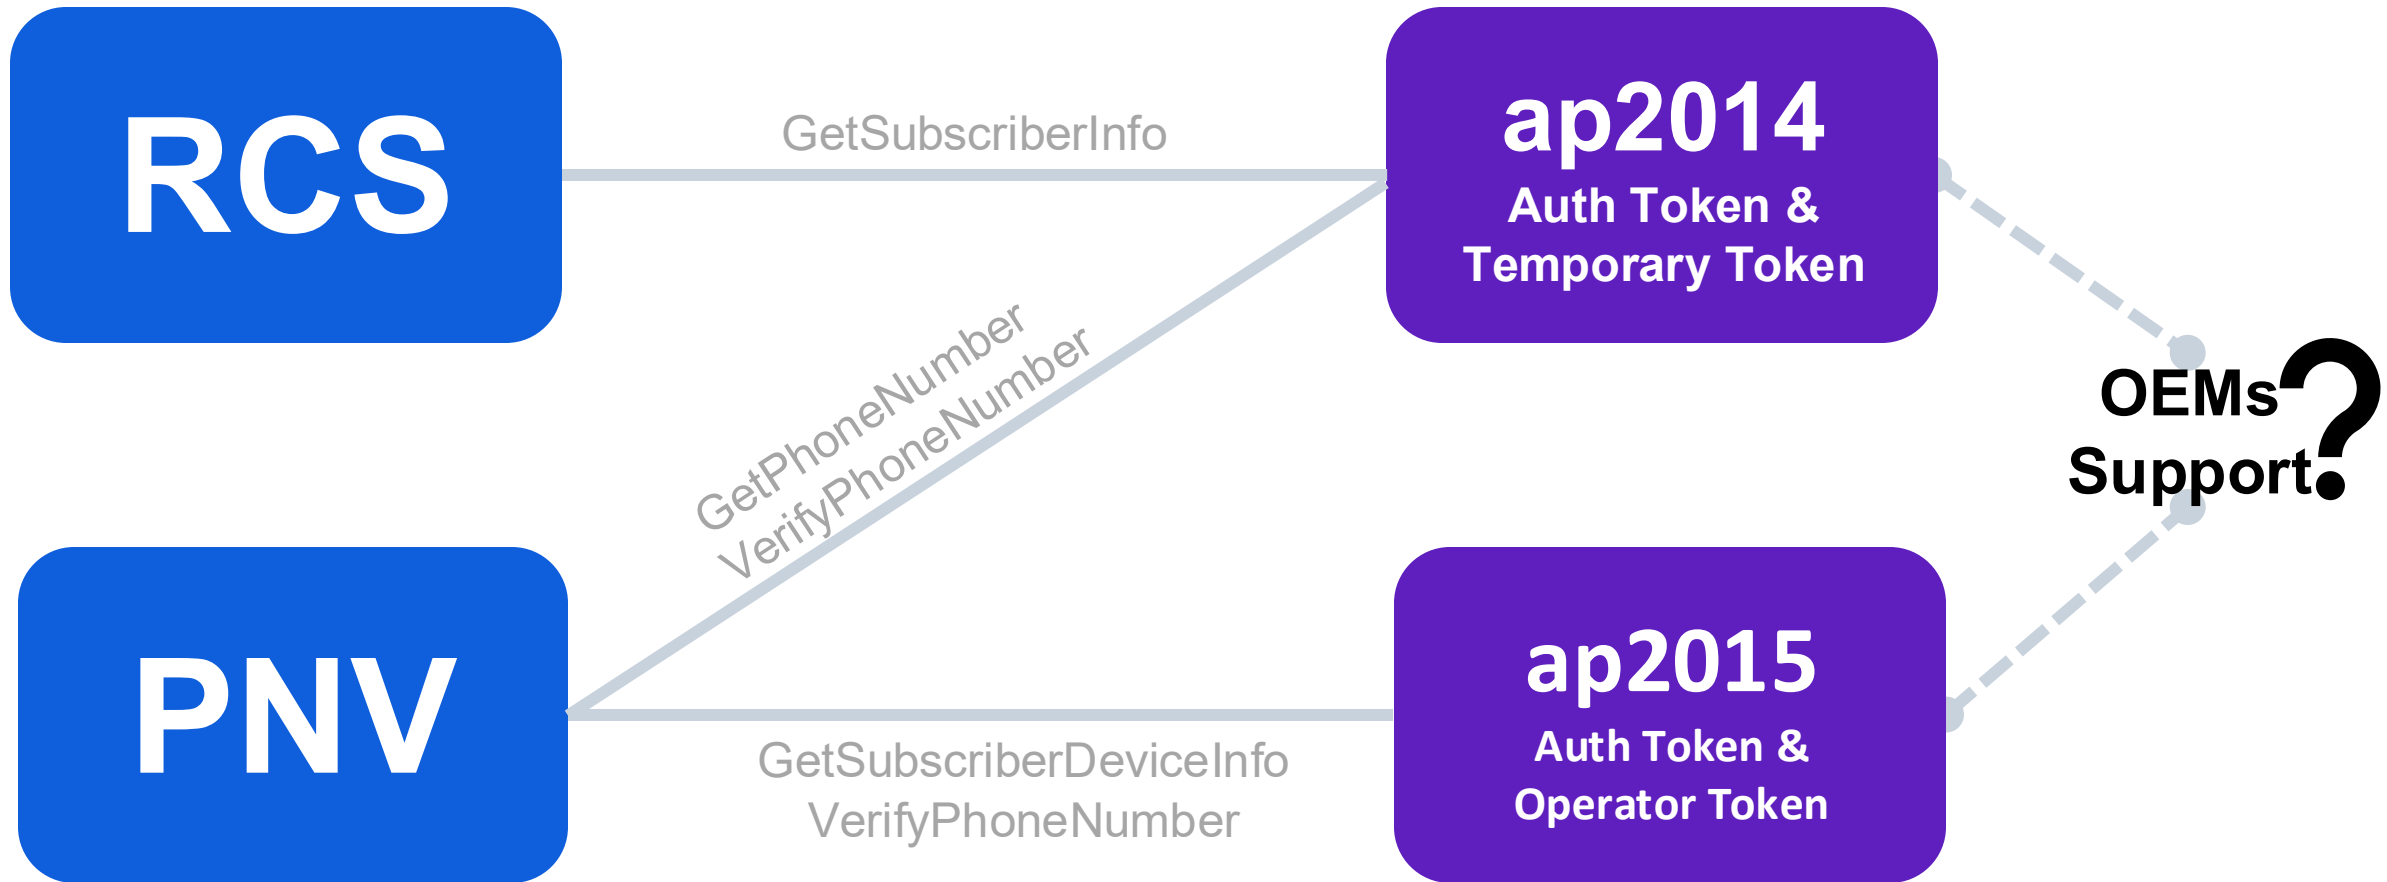 RCS
GetSubscriberInfo
ap2014
Auth Token &
Temporary Token
GetPhoneNumber
VerifyPhoneNumber
OEMs
Support?
PNV
GetSubscriberDeviceInfo
VerifyPhoneNumber
ap2015
Auth Token &
Operator Token